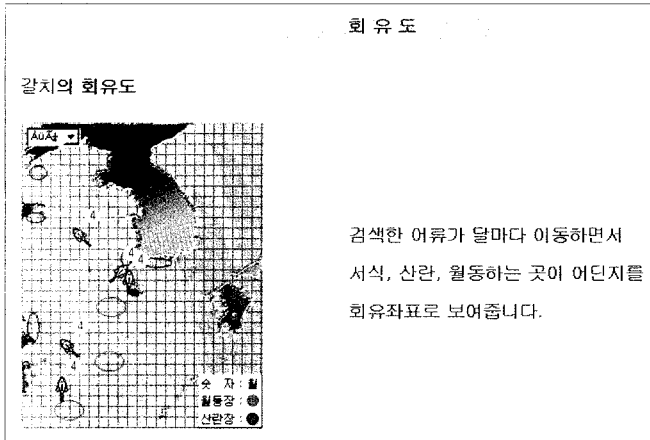 회 유 도
갈치의 회유도
ÀüÃ¼
4
4
4
4
4
검색한 어류가 달마다 이동하면서
서식, 산란, 월동하는 곳이 어딘지를
회유좌표로 보여줍니다.
숫 자 : 월
월동장 :
산란장 :